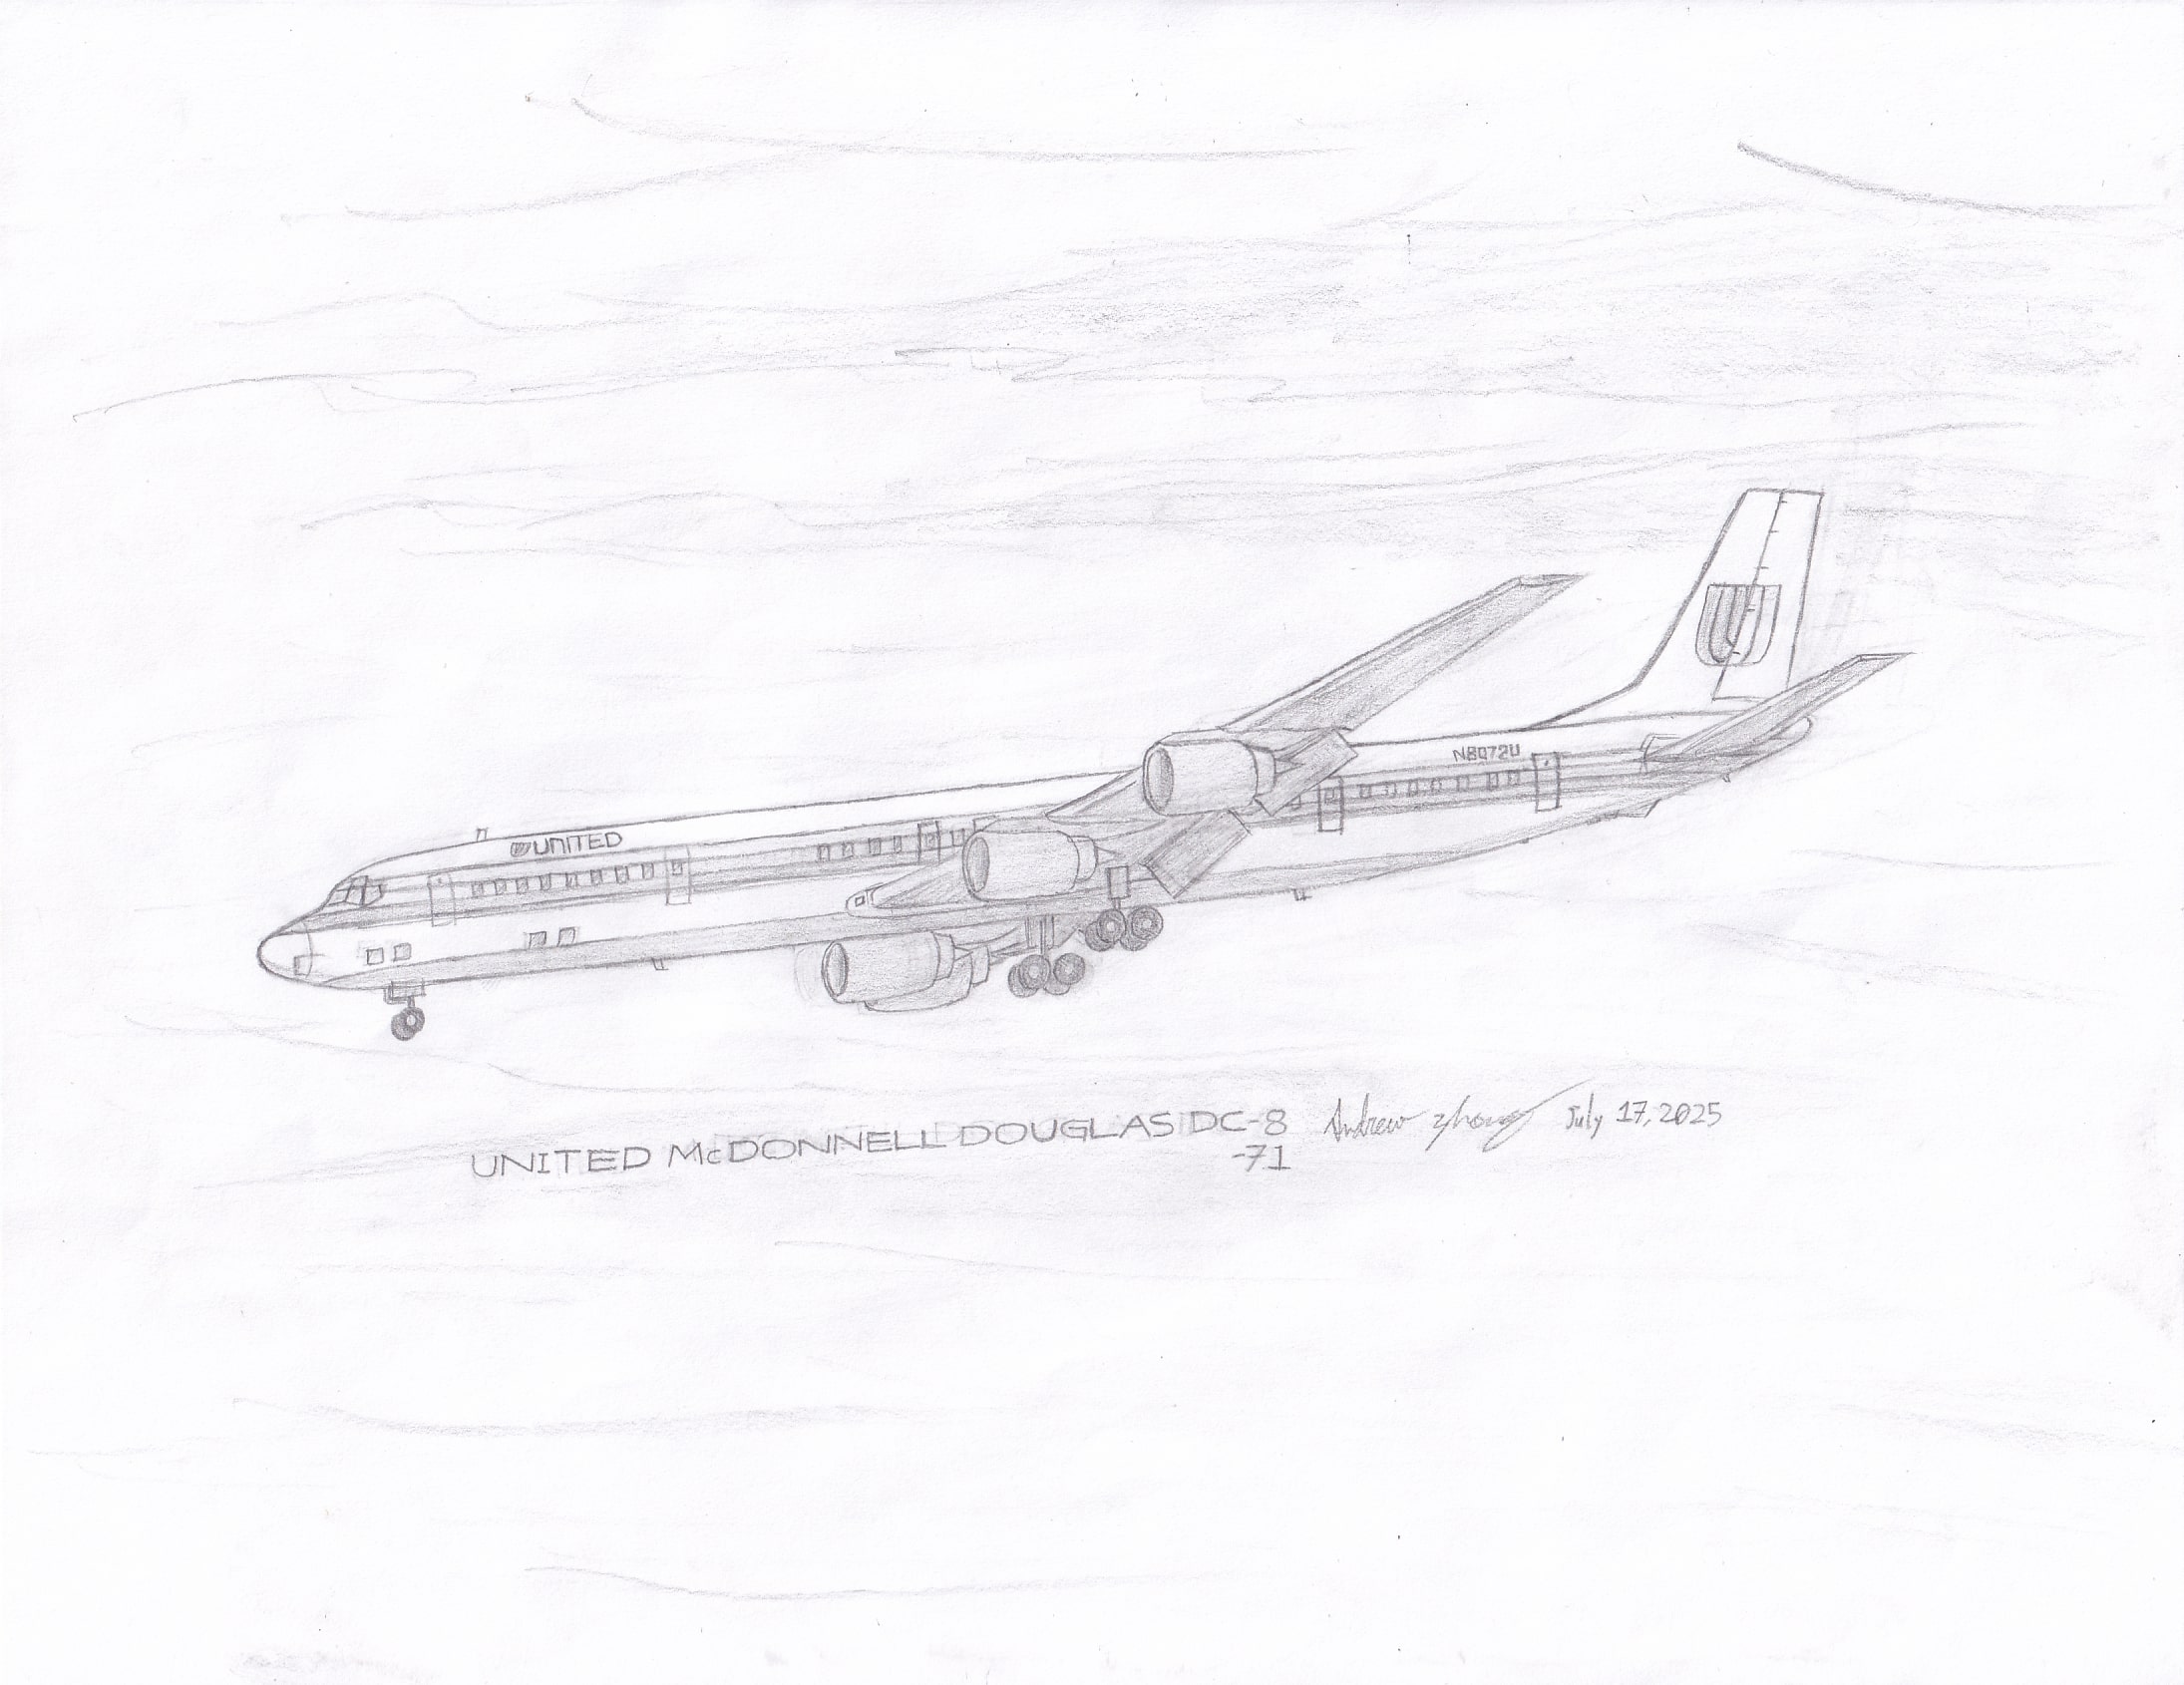 UNITED
N8072U
UNITED McDONNELL DOUGLAS DC-8
-71
Andrew Zhong July 17, 2025